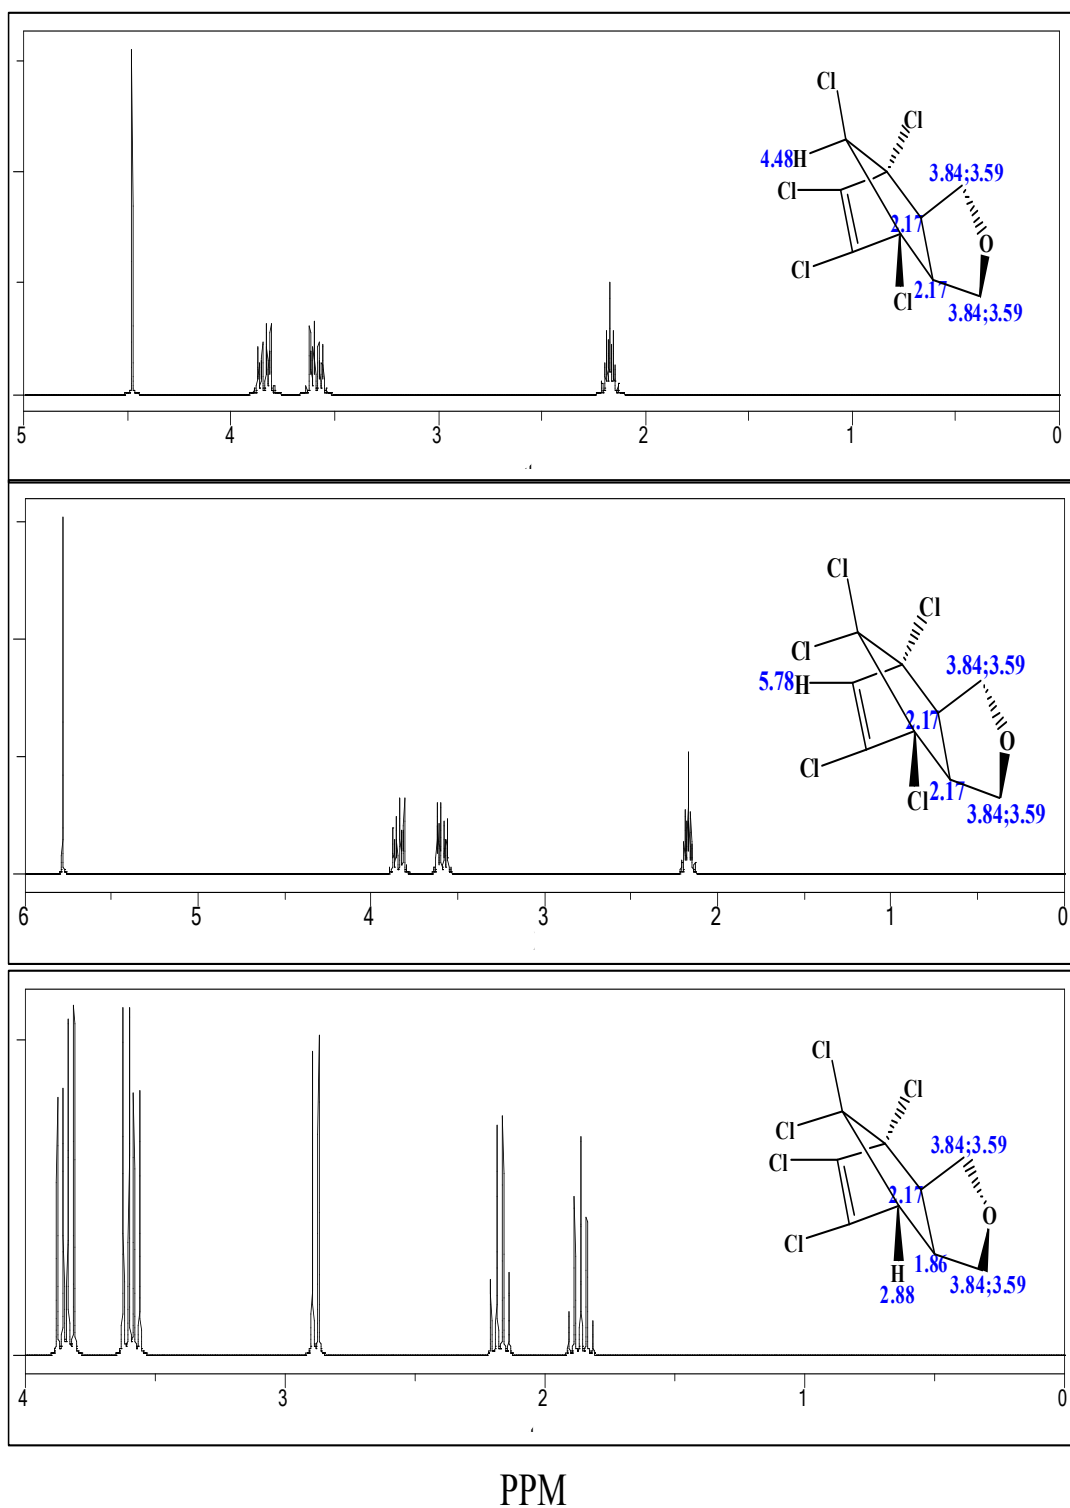 Cl
Cl
4.48H
3.84;3.59
Cl
2.17
O
Cl
Cl
2.17
3.84;3.59
5 4 3 2 1 0
Cl
Cl
Cl
3.84;3.59
5.78H
2.17
O
Cl
Cl
2.17
3.84;3.59
6 5 4 3 2 1 0
Cl
Cl
Cl
3.84;3.59
Cl
2.17
O
Cl
H
1.86
3.84;3.59
2.88
4 3 2 1 0
PPM